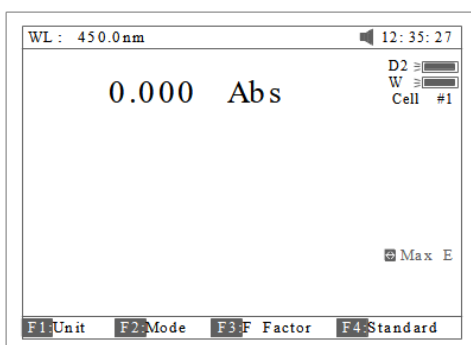 WL: 450.0nm 12:35:27
D2
0.000 Abs
W
Cell #1
Max E
F1:Unit F2:Mode F3:F Factor F4:Standard